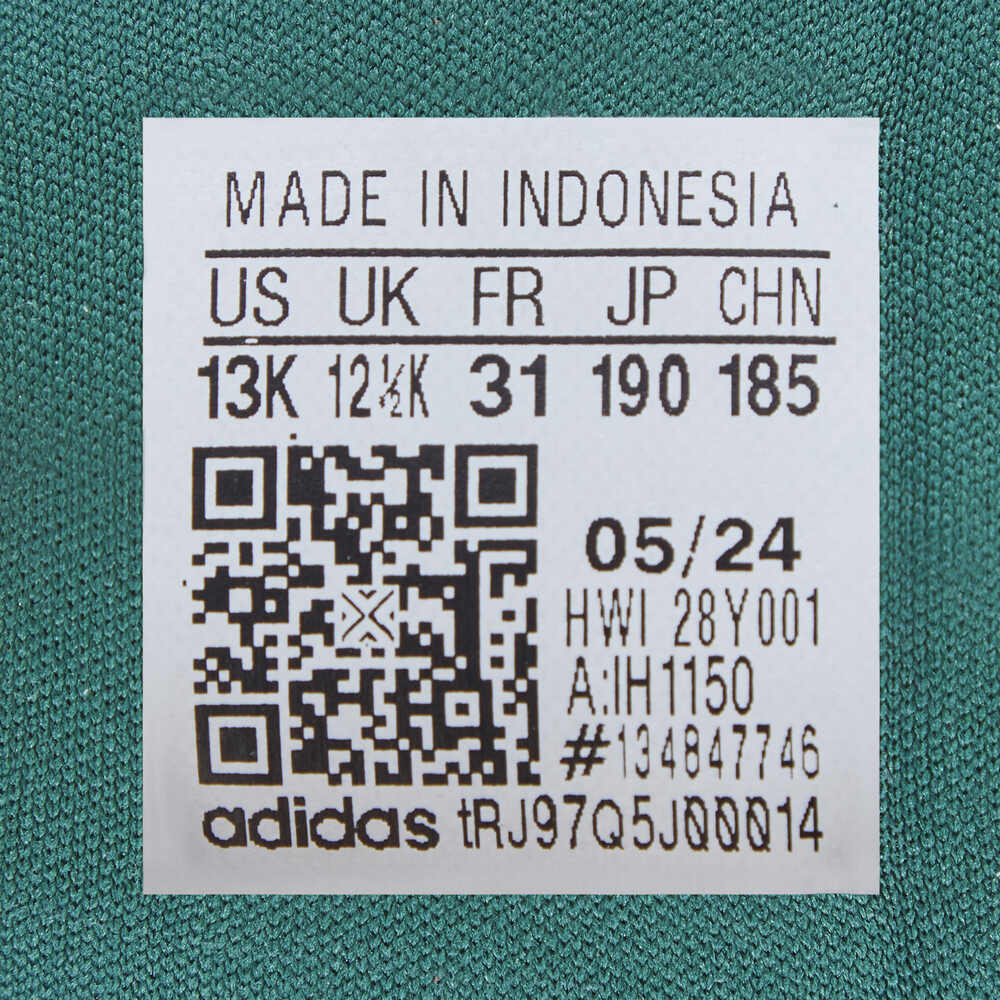 MADE IN INDONESIA
US UK FR JP CHN
13K 12½K 31 190 185
05/24
HWI 28Y001
A:IH1150
#134847746
adidas tRJ97Q5J00014